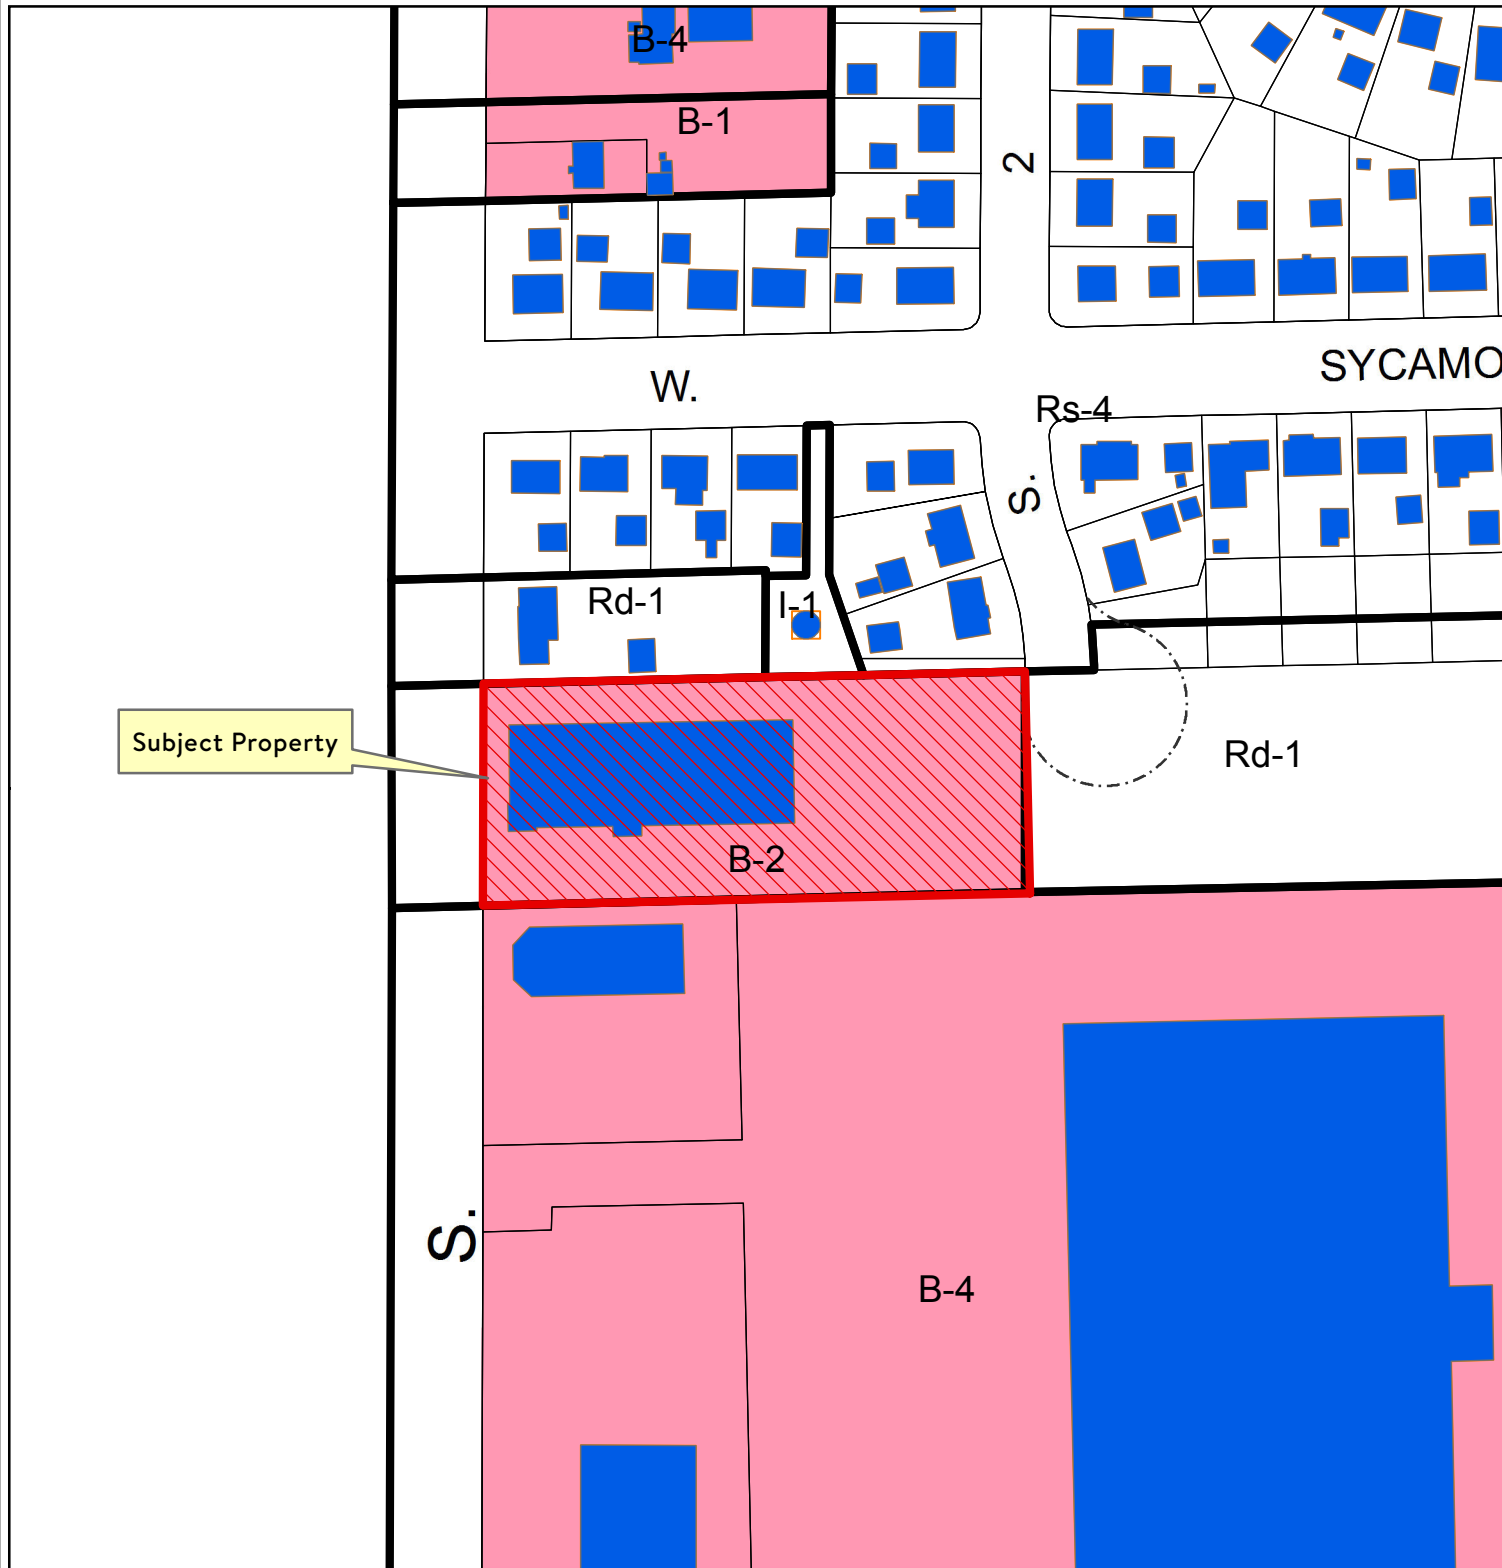 B-4
B-1
2
W.
SYCAMO
Rs-4
S.
Rd-1
I-1
Subject Property
Rd-1
B-2
S.
B-4